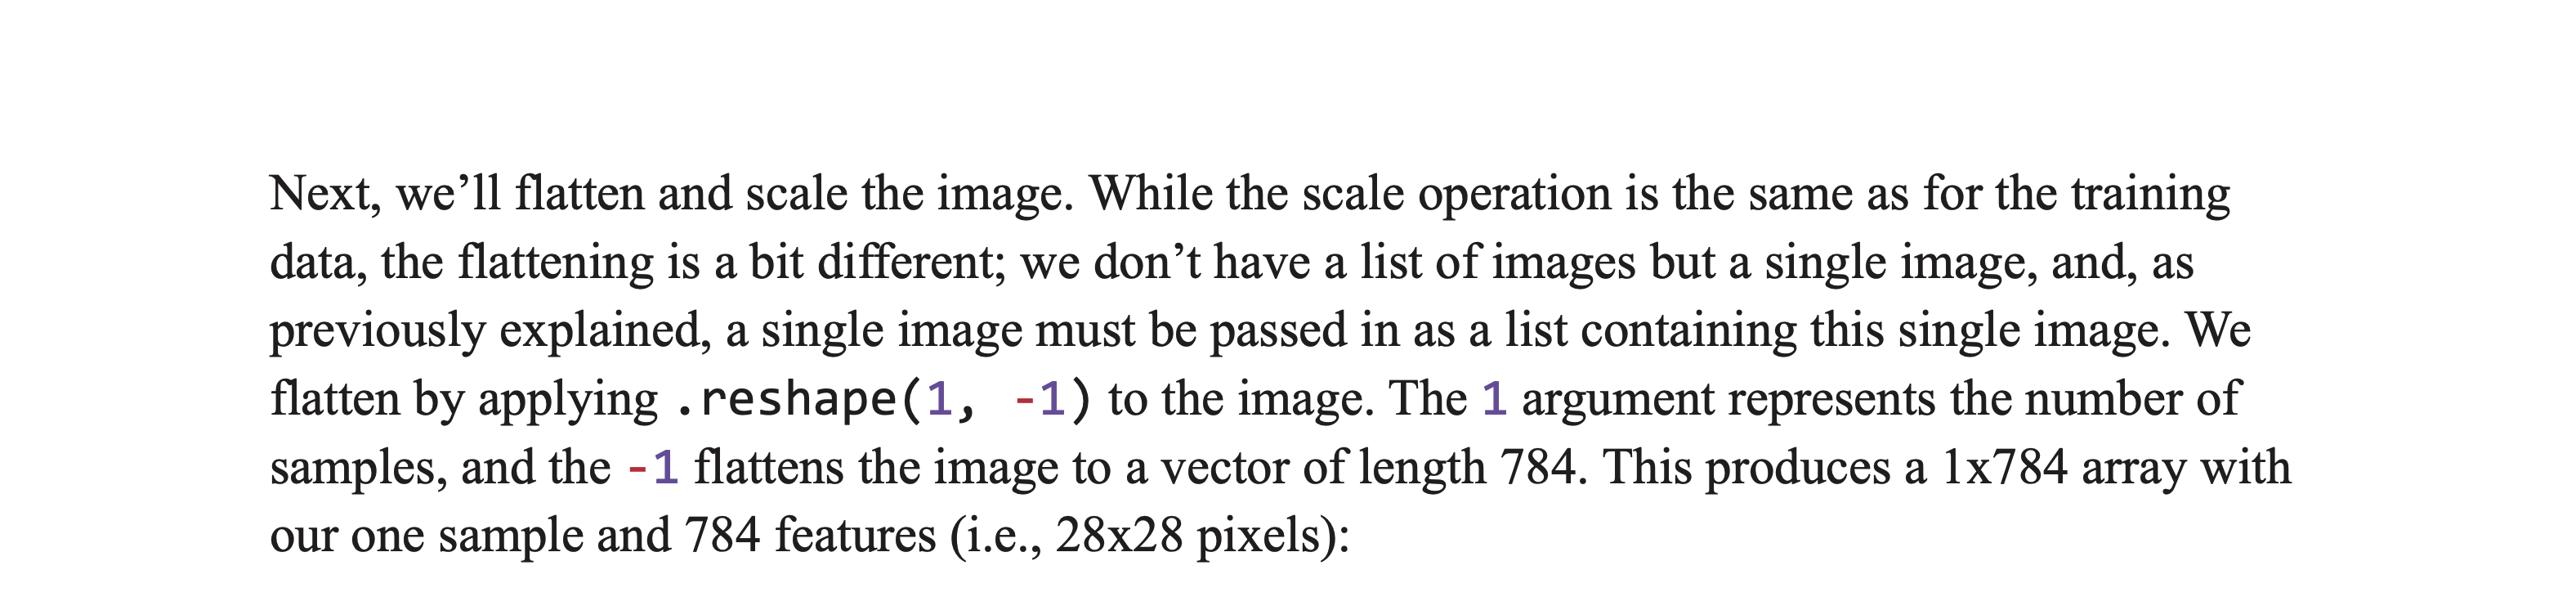 Next, we’ll flatten and scale the image. While the scale operation is the same as for the training
data, the flattening is a bit different; we don’t have a list of images but a single image, and, as
previously explained, a single image must be passed in as a list containing this single image. We
flatten by applying .reshape(1, -1) to the image. The 1 argument represents the number of
samples, and the -1 flattens the image to a vector of length 784. This produces a 1x784 array with
our one sample and 784 features (i.e., 28x28 pixels):